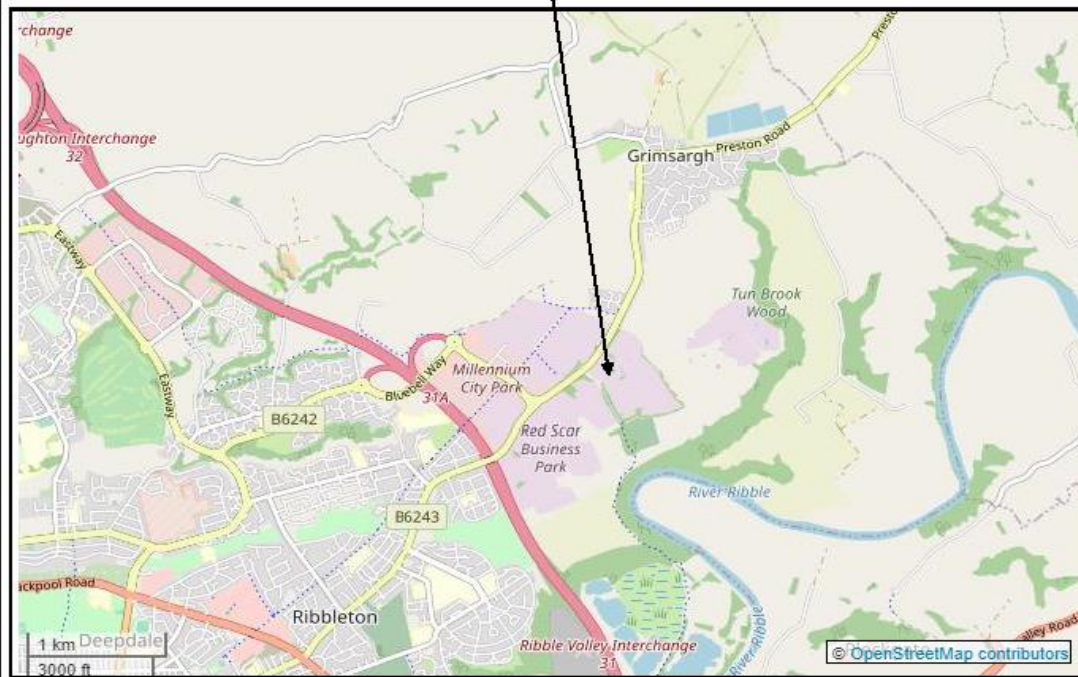 rchange
ughton Interchange
32
Presto
Grimsargh
Preston Road
Eastway
Tun Brook
Wood
Bluebell Way
Millennium
City Park
31A
Eastway
B6242
Red Scar
Business
Park
River Ribble
B6243
ackpool Road
Ribbleton
River Ribble
1 km
Deepdale
Ribble Valley Interchange
31
alley Road
3000 ft
© OpenStreetMap contributors